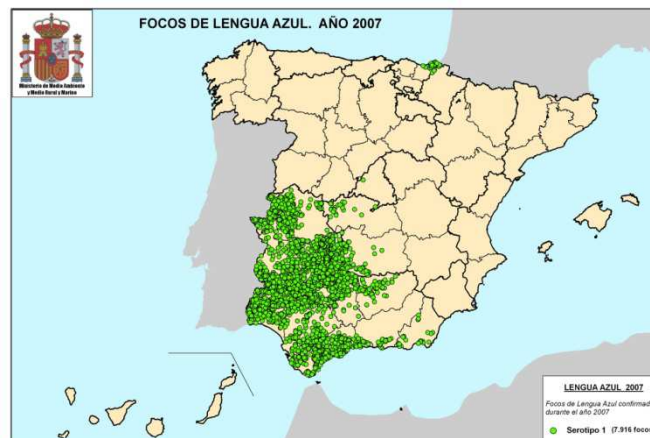 FOCOS DE LENGUA AZUL. AÑO 2007
Ministerio de Medio Ambiente
y Medio Rural y Marino
LENGUA AZUL 2007
Focos de Lengua Azul confirmad
durante el año 2007
Serotipo 1 (7.916 focos